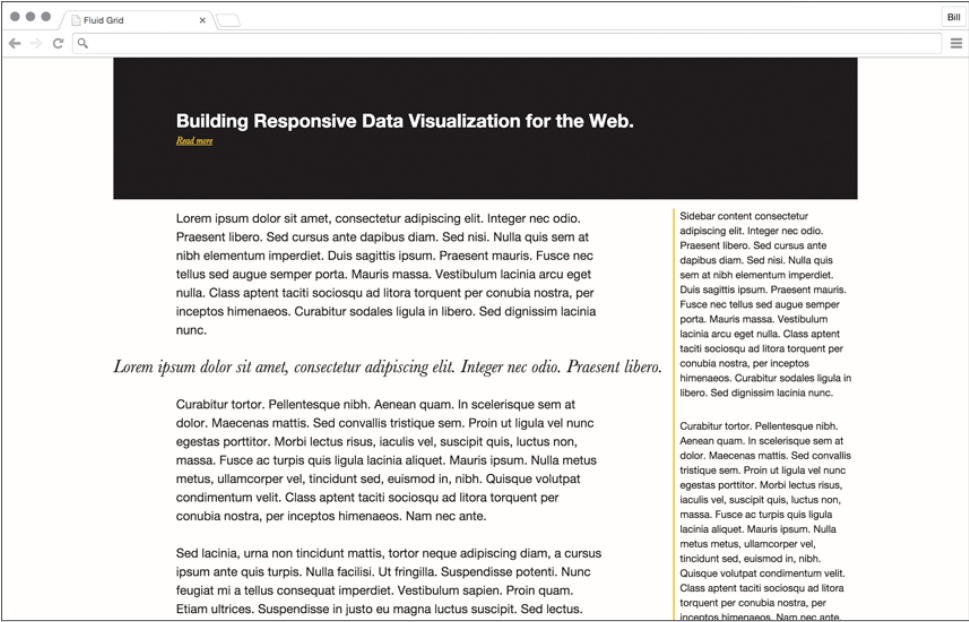 Fluid Grid
Bill
Building Responsive Data Visualization for the Web.
Read more
Lorem ipsum dolor sit amet, consectetur adipiscing elit. Integer nec odio.
Praesent libero. Sed cursus ante dapibus diam. Sed nisi. Nulla quis sem at
nibh elementum imperdiet. Duis sagittis ipsum. Praesent mauris. Fusce nec
tellus sed augue semper porta. Mauris massa. Vestibulum lacinia arcu eget
nulla. Class aptent taciti sociosqu ad litora torquent per conubia nostra, per
inceptos himenaeos. Curabitur sodales ligula in libero. Sed dignissim lacinia
nunc.
Lorem ipsum dolor sit amet, consectetur adipiscing elit. Integer nec odio. Praesent libero.
Curabitur tortor. Pellentesque nibh. Aenean quam. In scelerisque sem at
dolor. Maecenas mattis. Sed convallis tristique sem. Proin ut ligula vel nunc
egestas porttitor. Morbi lectus risus, iaculis vel, suscipit quis, luctus non,
massa. Fusce ac turpis quis ligula lacinia aliquet. Mauris ipsum. Nulla metus
metus, ullamcorper vel, tincidunt sed, euismod in, nibh. Quisque volutpat
condimentum velit. Class aptent taciti sociosqu ad litora torquent per
conubia nostra, per inceptos himenaeos. Nam nec ante.
Sed lacinia, urna non tincidunt mattis, tortor neque adipiscing diam, a cursus
ipsum ante quis turpis. Nulla facilisi. Ut fringilla. Suspendisse potenti. Nunc
feugiat mi a tellus consequat imperdiet. Vestibulum sapien. Proin quam.
Etiam ultrices. Suspendisse in justo eu magna luctus suscipit. Sed lectus.
Sidebar content consectetur
adipiscing elit. Integer nec odio.
Praesent libero. Sed cursus ante
dapibus diam. Sed nisi. Nulla quis
sem at nibh elementum imperdiet.
Duis sagittis ipsum. Praesent mauris.
Fusce nec tellus sed augue semper
porta. Mauris massa. Vestibulum
lacinia arcu eget nulla. Class aptent
taciti sociosqu ad litora torquent per
conubia nostra, per inceptos
himenaeos. Curabitur sodales ligula in
libero. Sed dignissim lacinia nunc.
Curabitur tortor. Pellentesque nibh.
Aenean quam. In scelerisque sem at
dolor. Maecenas mattis. Sed convallis
tristique sem. Proin ut ligula vel nunc
egestas porttitor. Morbi lectus risus,
iaculis vel, suscipit quis, luctus non,
massa. Fusce ac turpis quis ligula
lacinia aliquet. Mauris ipsum. Nulla
metus metus, ullamcorper vel,
tincidunt sed, euismod in, nibh.
Quisque volutpat condimentum velit.
Class aptent taciti sociosqu ad litora
torquent per conubia nostra, per
inceptos himenaeos. Nam nec ante.